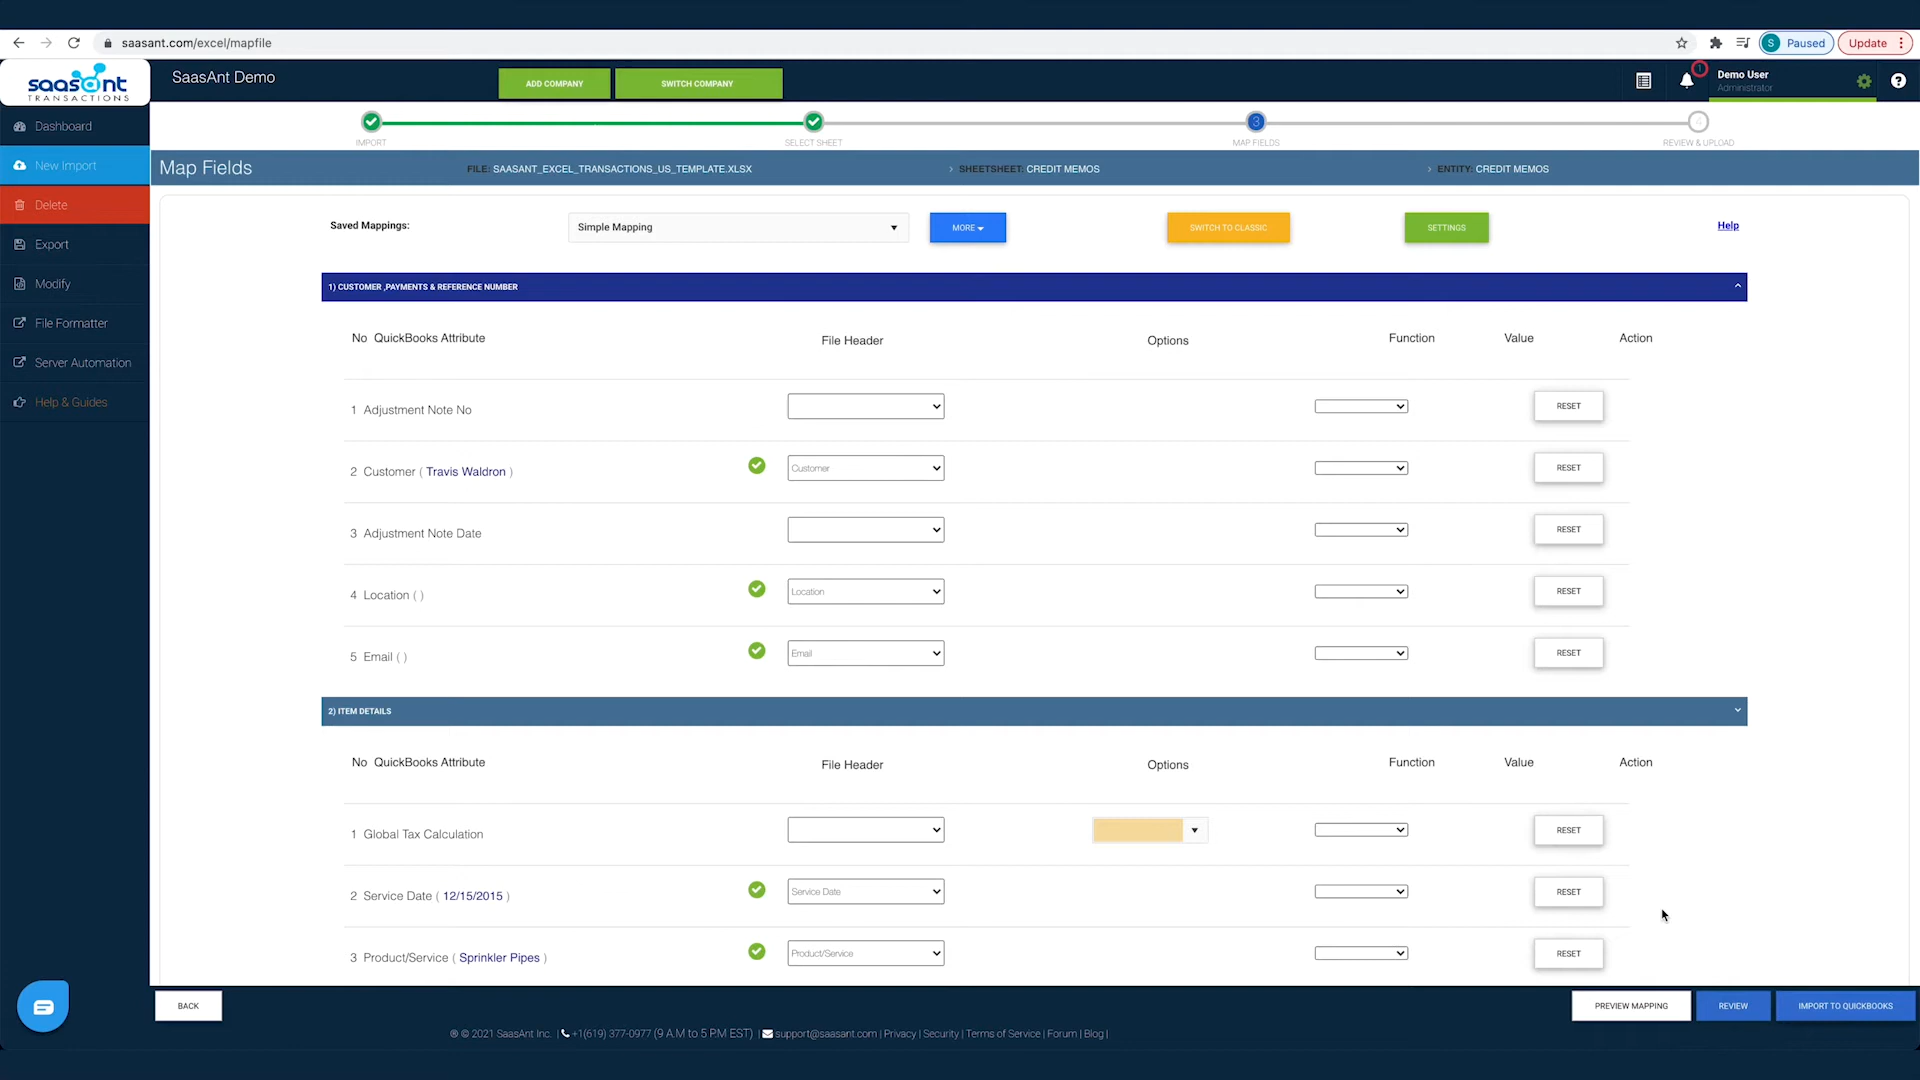 saasant.com/excel/mapfile
S Paused
Update
saasant
TRANSACTIONS
SaasAnt Demo
ADD COMPANY
SWITCH COMPANY
1
Demo User
Administrator
Dashboard
New Import
Delete
Export
Modify
File Formatter
Server Automation
Help & Guides
3
4
IMPORT
SELECT SHEET
MAP FIELDS
REVIEW & UPLOAD
Map Fields
FILE: SAASANT_EXCEL_TRANSACTIONS_US_TEMPLATE.XLSX
› SHEETSHEET: CREDIT MEMOS
› ENTITY: CREDIT MEMOS
Saved Mappings:
Simple Mapping
MORE
SWITCH TO CLASSIC
SETTINGS
Help
1) CUSTOMER ,PAYMENTS & REFERENCE NUMBER
No QuickBooks Attribute File Header Options Function Value Action
1 Adjustment Note No RESET
2 Customer ( Travis Waldron ) Customer RESET
3 Adjustment Note Date RESET
4 Location ( ) Location RESET
5 Email ( ) Email RESET
2) ITEM DETAILS
No QuickBooks Attribute File Header Options Function Value Action
1 Global Tax Calculation RESET
2 Service Date ( 12/15/2015 ) Service Date RESET
3 Product/Service ( Sprinkler Pipes ) Product/Service RESET
BACK
PREVIEW MAPPING
REVIEW
IMPORT TO QUICKBOOKS
® © 2021 SaasAnt Inc. | +1(619) 377-0977 (9 A.M to 5 P.M EST) | support@saasant.com | Privacy | Security | Terms of Service | Forum | Blog |